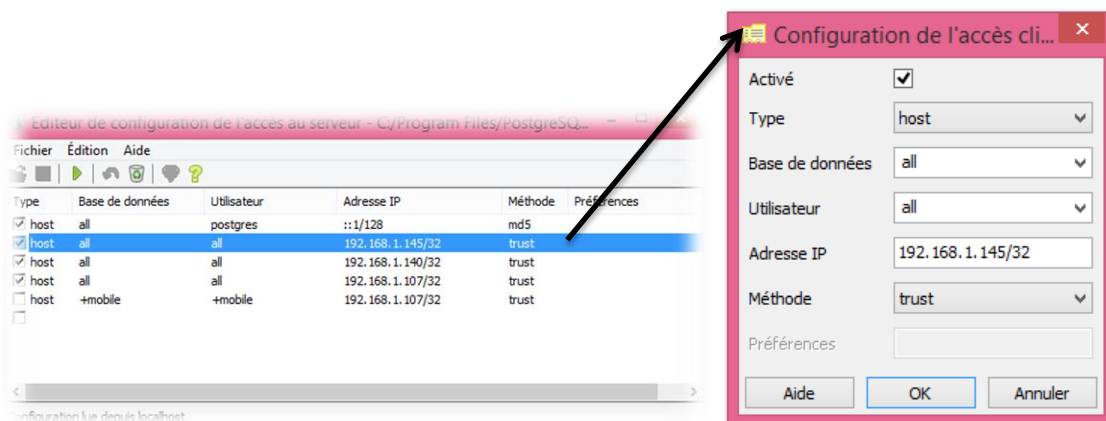 Configuration de l'accès cli...
Activé
Type host
Base de données all
Utilisateur all
Adresse IP 192.168.1.145/32
Méthode trust
Préférences
Aide OK Annuler
Editeur de configuration de l'accès au serveur - C:/Program Files/PostgreSQ...
Fichier Édition Aide
Type Base de données Utilisateur Adresse IP Méthode Préférences
host all postgres ::1/128 md5
host all all 192.168.1.145/32 trust
host all all 192.168.1.140/32 trust
host all all 192.168.1.107/32 trust
host +mobile +mobile 192.168.1.107/32 trust
Configuration lue depuis localhost